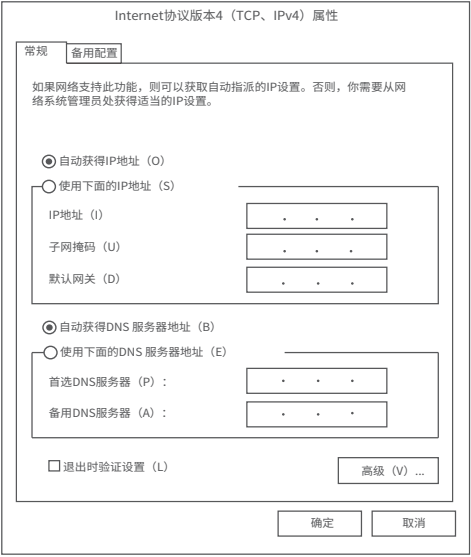 Internet协议版本4（TCP、IPv4）属性
常规
备用配置
如果网络支持此功能，则可以获取自动指派的IP设置。否则，你需要从网
络系统管理员处获得适当的IP设置。
自动获得IP地址（O）
使用下面的IP地址（S）
IP地址（I）
子网掩码（U）
默认网关（D）
自动获得DNS 服务器地址（B）
使用下面的DNS 服务器地址（E）
首选DNS服务器（P）：
备用DNS服务器（A）：
退出时验证设置（L）
高级（V）...
确定
取消